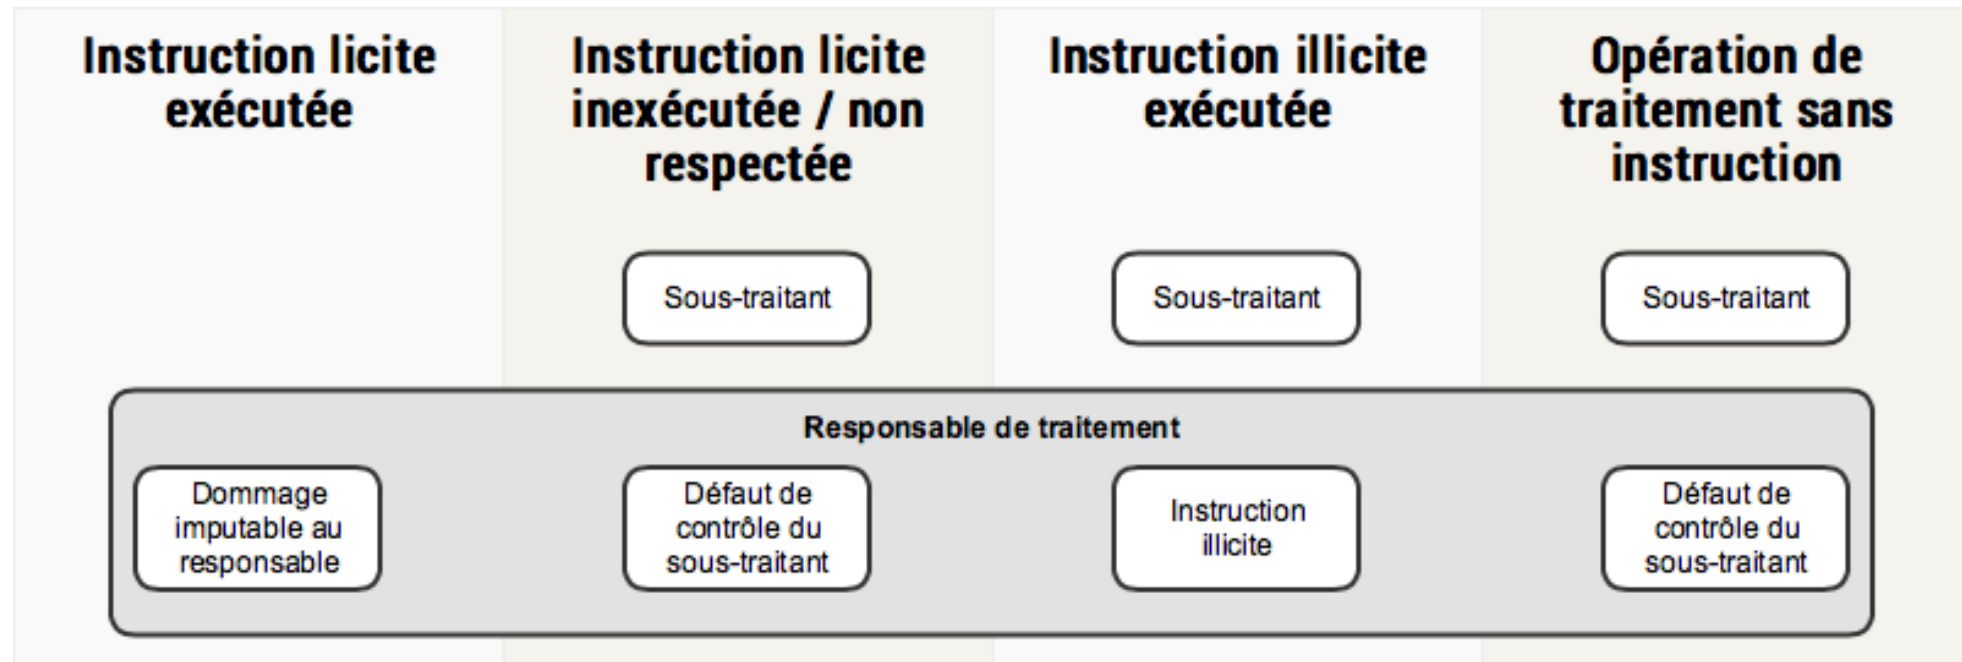 Instruction licite
exécutée
Instruction licite
inexécutée / non
respectée
Instruction illicite
exécutée
Opération de
traitement sans
instruction
Sous-traitant
Sous-traitant
Sous-traitant
Responsable de traitement
Dommage
imputable au
responsable
Défaut de
contrôle du
sous-traitant
Instruction
illicite
Défaut de
contrôle du
sous-traitant